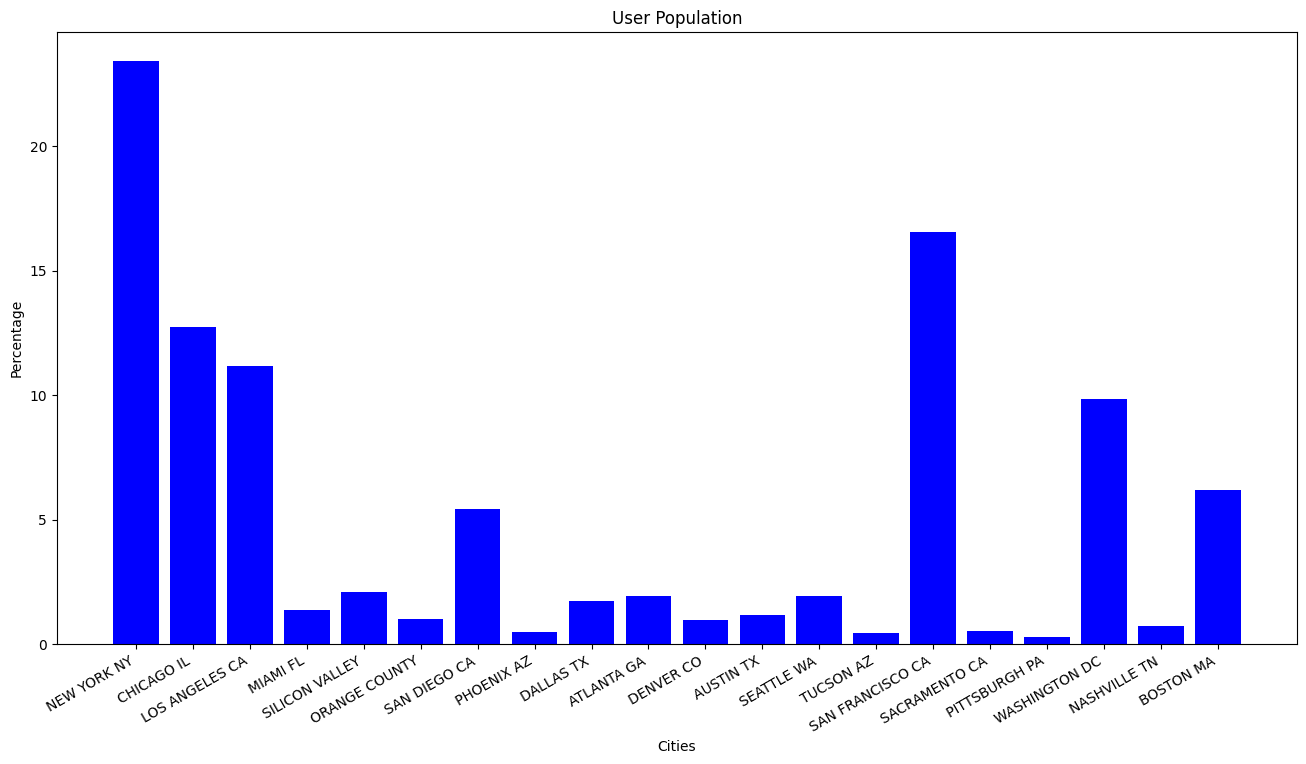 User Population
Percentage
20
15
10
5
0
NEW YORK NY
CHICAGO IL
LOS ANGELES CA
MIAMI FL
SILICON VALLEY
ORANGE COUNTY
SAN DIEGO CA
PHOENIX AZ
DALLAS TX
ATLANTA GA
DENVER CO
AUSTIN TX
SEATTLE WA
TUCSON AZ
SAN FRANCISCO CA
SACRAMENTO CA
PITTSBURGH PA
WASHINGTON DC
NASHVILLE TN
BOSTON MA
Cities